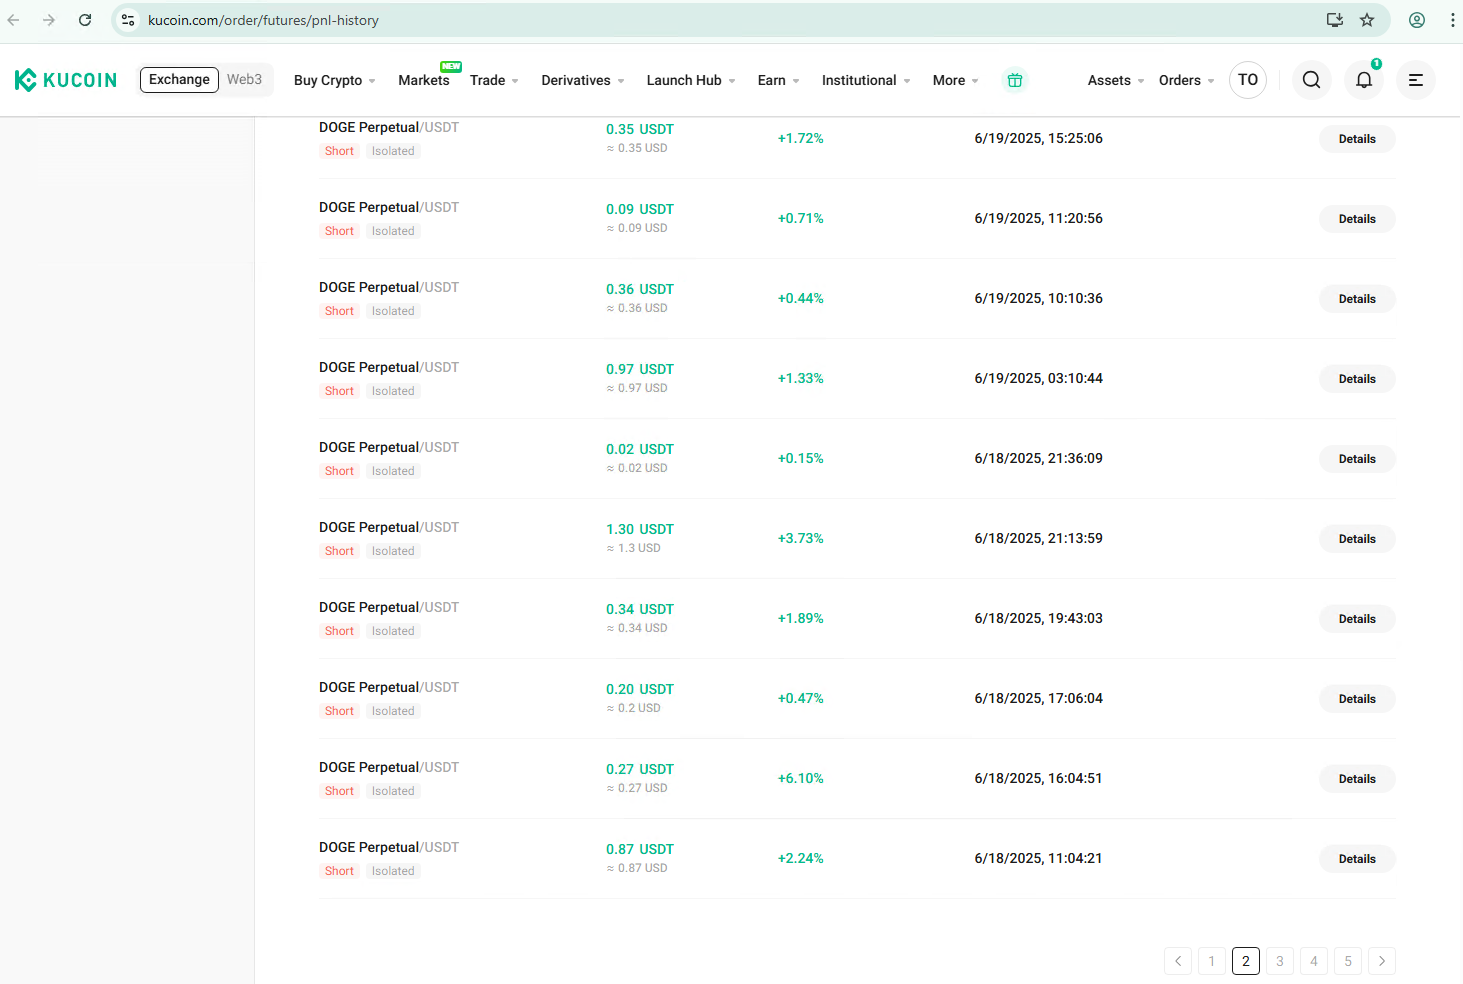 kucoin.com/order/futures/pnl-history
KUCOIN Exchange Web3 Buy Crypto Markets NEW Trade Derivatives Launch Hub Earn Institutional More Assets Orders TO 1
DOGE Perpetual/USDT 0.35 USDT +1.72% 6/19/2025, 15:25:06 Details
Short Isolated ≈ 0.35 USD
DOGE Perpetual/USDT 0.09 USDT +0.71% 6/19/2025, 11:20:56 Details
Short Isolated ≈ 0.09 USD
DOGE Perpetual/USDT 0.36 USDT +0.44% 6/19/2025, 10:10:36 Details
Short Isolated ≈ 0.36 USD
DOGE Perpetual/USDT 0.97 USDT +1.33% 6/19/2025, 03:10:44 Details
Short Isolated ≈ 0.97 USD
DOGE Perpetual/USDT 0.02 USDT +0.15% 6/18/2025, 21:36:09 Details
Short Isolated ≈ 0.02 USD
DOGE Perpetual/USDT 1.30 USDT +3.73% 6/18/2025, 21:13:59 Details
Short Isolated ≈ 1.3 USD
DOGE Perpetual/USDT 0.34 USDT +1.89% 6/18/2025, 19:43:03 Details
Short Isolated ≈ 0.34 USD
DOGE Perpetual/USDT 0.20 USDT +0.47% 6/18/2025, 17:06:04 Details
Short Isolated ≈ 0.2 USD
DOGE Perpetual/USDT 0.27 USDT +6.10% 6/18/2025, 16:04:51 Details
Short Isolated ≈ 0.27 USD
DOGE Perpetual/USDT 0.87 USDT +2.24% 6/18/2025, 11:04:21 Details
Short Isolated ≈ 0.87 USD
1 2 3 4 5